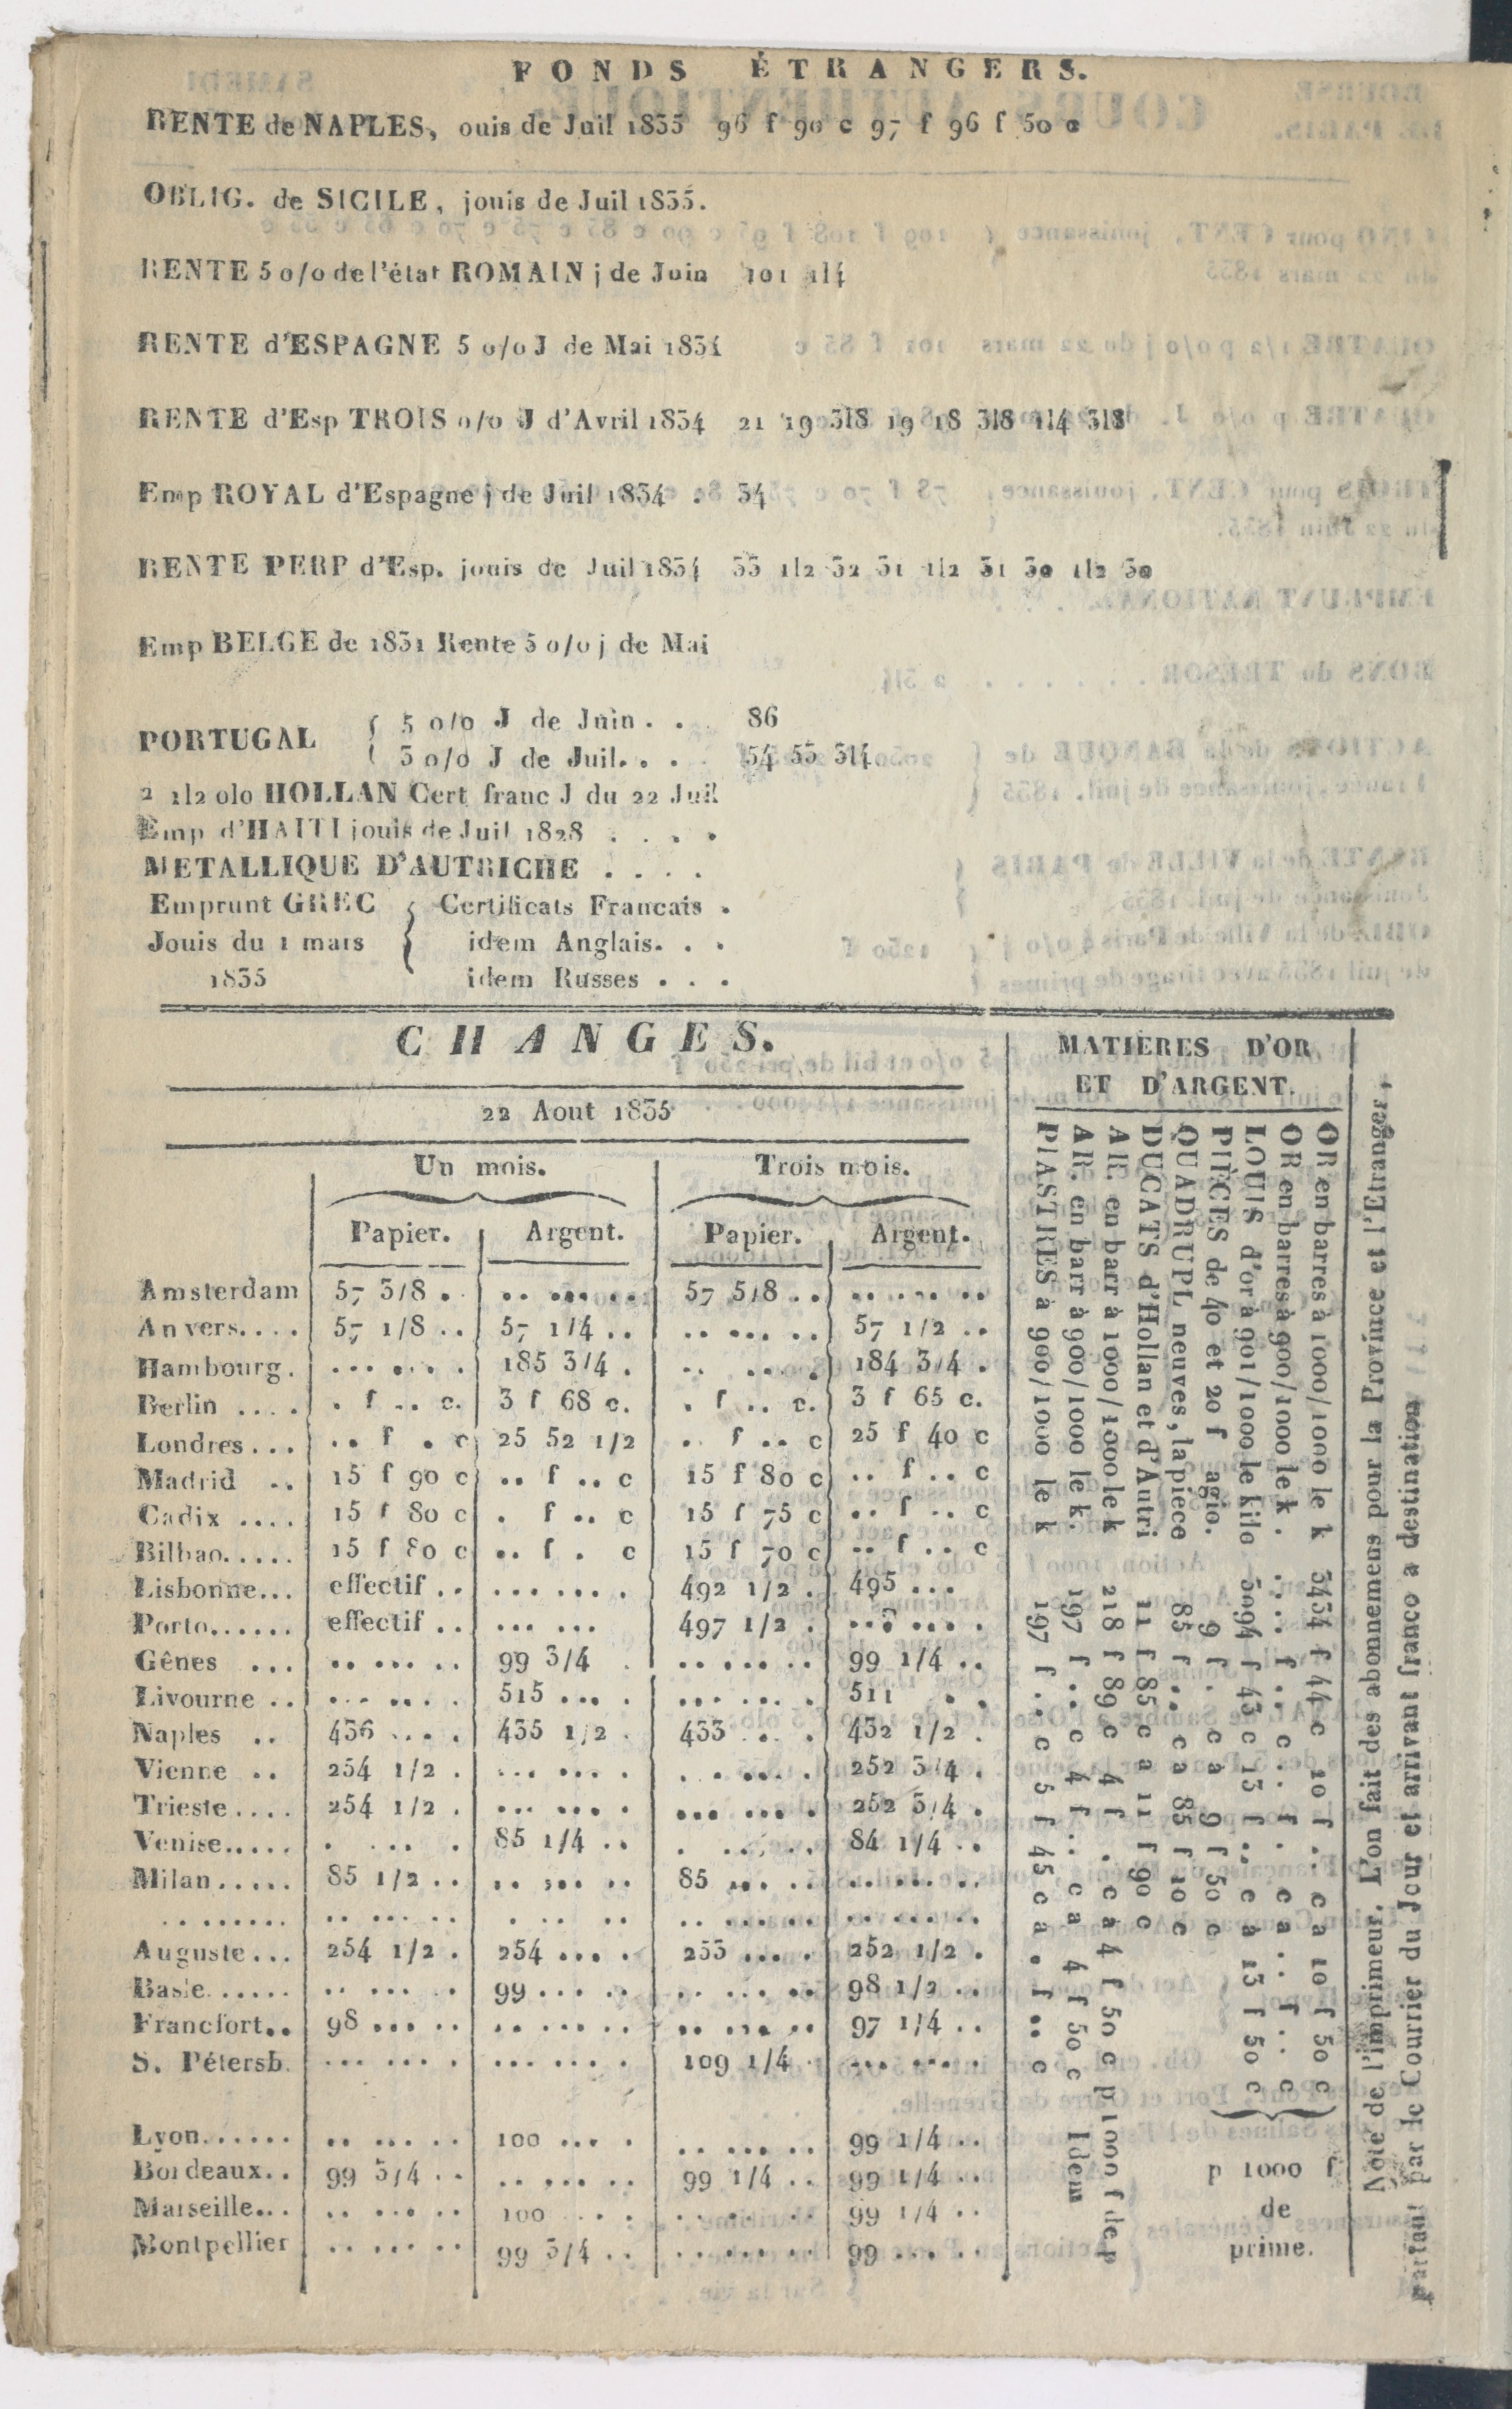 FONDS ÉTRANGERS.
RENTE de NAPLES, ouis de Juil 1835 96 f 90 c 97 f 96 f 50 c
OBLIG. de SICILE, jouis de Juil 1835.
RENTE 5 o/o de l'état ROMAIN j de Juin 101 1|4
RENTE d'ESPAGNE 5 o/o J de Mai 1834
RENTE d'Esp TROIS o/o J d'Avril 1834 21 19 3|8 19 18 3|8 1|4 3|8
Emp ROYAL d'Espagne j de Juil 1834 . 34
RENTE PERP d'Esp. jouis de Juil 1834 33 1|2 32 31 1|2 31 30 1|2 30
Emp BELGE de 1831 Rente 5 o/o j de Mai
PORTUGAL { 5 o/o J de Juin . . 86
{ 3 o/o J de Juil. . . 54 53 3|4
2 1|2 o|o HOLLAN Cert franc J du 22 Juil
Emp d'HAITI jouis de Juil 1828 . . . .
METALLIQUE D'AUTRICHE . . . .
Emprunt GREC { Certificats Francais .
Jouis du 1 mars { idem Anglais. . .
1835 idem Russes . . .
CHANGES.
22 Aout 1835
Un mois. Trois mois.
Papier. Argent. Papier. Argent.
Amsterdam 57 3/8 . .. ... .. 57 5/8 .. .. ... ..
Anvers.... 57 1/8 .. 57 1/4 .. .. ... .. 57 1/2 ..
Hambourg. ... ... . 185 3/4 . .. .... 184 3/4 .
Berlin .... . f .. c. 3 f 68 c. . f .. c. 3 f 65 c.
Londres... .. f . c 25 52 1/2 . f .. c 25 f 40 c
Madrid .. 15 f 90 c .. f .. c 15 f 80 c .. f .. c
Cadix .... 15 f 80 c . f .. c 15 f 75 c .. f .. c
Bilbao..... 15 f 80 c .. f . c 15 f 70 c .. f .. c
Lisbonne... effectif .. ... ... . 492 1/2 . 495 ...
Porto...... effectif .. ... ... 497 1/2 . ... ... .
Gênes ... .. ... .. 99 3/4 . .. ... .. 99 1/4 ..
Livourne .. ... ... . 515 ... . ... ... . 511 . .
Naples .. 436 .... . 435 1/2 . 433 ... . 432 1/2 .
Vienne .. 254 1/2 . ... ... . . . .... 252 3/4 .
Trieste.... 254 1/2 . ... ... . ... ... . 252 3/4 .
Venise..... . ... . 85 1/4 .. . ... .. 84 1/4 ..
Milan..... 85 1/2 .. .. ... .. 85 ... .. .. ... ..
....... .. ... .. . .. .. .. ... .. .. ... ..
Auguste... 254 1/2 . 254 ... . 253 ... . 252 1/2 .
Basle...... .. ... .. 99 ... .. .. ... .. 98 1/2 ..
Francfort.. 98 ... .. .. ... .. .. ... .. 97 1/4 ..
S. Pétersb. ... ... . ... ... . 109 1/4 . ... ... .
Lyon...... .. ... .. 100 ... . .. ... .. 99 1/4 ..
Bordeaux.. 99 3/4 .. .. ... .. 99 1/4 .. 99 1/4 ..
Marseille... .. ... .. 100 ... . .. ... .. 99 1/4 ..
Montpellier .. ... .. 99 3/4 .. .. ... .. 99 ... ..
MATIÈRES D'OR
ET D'ARGENT.
OR en barres à 1000/1000 le k 3434 f 44 c 10 f .. c a 10 f 50 c
OR en barres à 900/1000 le k . .... f .. c .. f . c a .. f .. c
LOUIS d'or à 901/1000 le kilo 3094 f 43 c 13 f .. c à 13 f 50 c
PIÈCES de 40 et 20 f agio. 9 f . c a 9 f 50 c
QUADRUPL neuves, la piece 83 f .. c a 85 f 10 c
DUCATS d'Hollan et d'Autri 11 f 85 c a 11 f 90 c
AR. en barr à 1000/1000 le k 218 f 89 c 4 f . c à 4 f 50 c p 1000 f de p
AR. en barr à 900/1000 le k. 197 f .. c 4 f .. c a 4 f 50 c Idem
PIASTRES à 900/1000 le k 197 f .. c 5 f 45 c a . f .. c
p 1000 f
de
prime.
Note de l'imprimeur. L'on fait des abonnemens pour la Province et l'Etranger,
partant par le Courrier du Jour et arrivant franco a destination